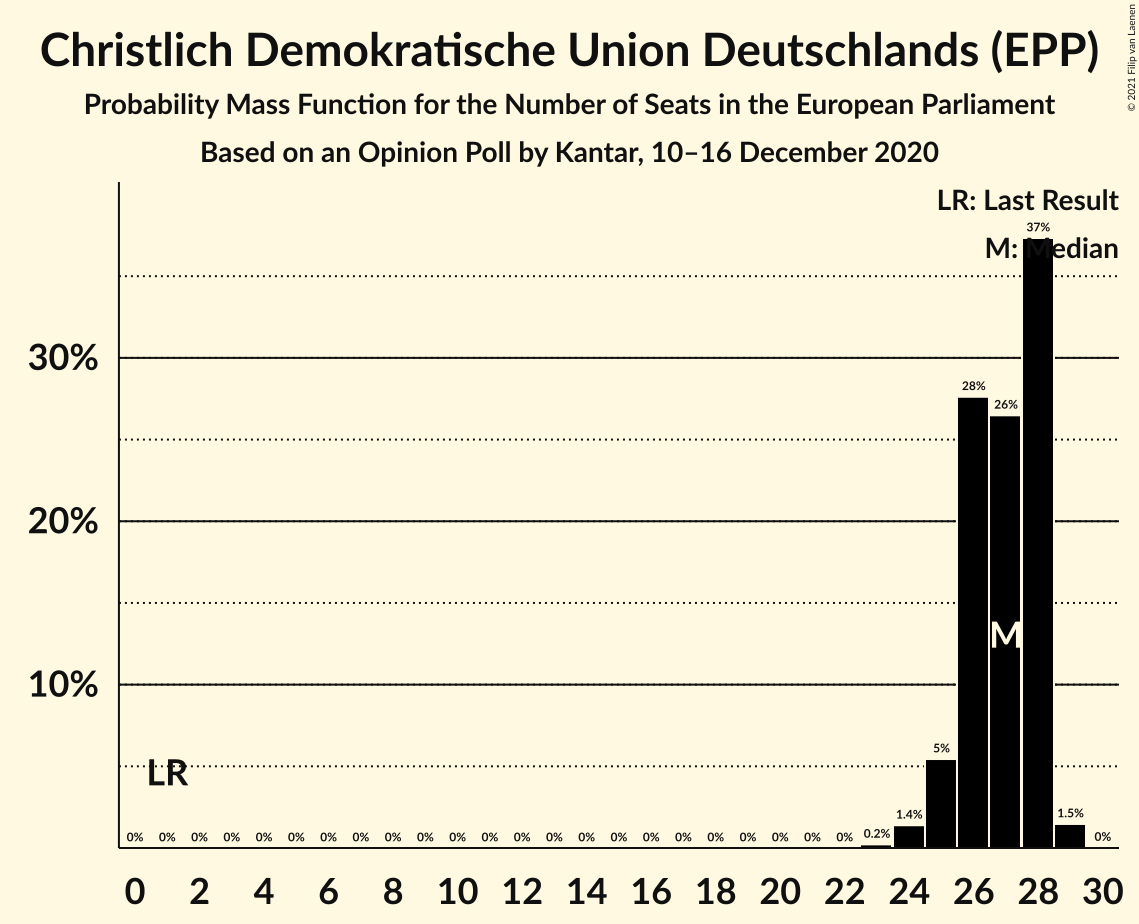 Christlich Demokratische Union Deutschlands (EPP)
Probability Mass Function for the Number of Seats in the European Parliament
Based on an Opinion Poll by Kantar, 10–16 December 2020
© 2021 Filip van Laenen
LR: Last Result
M: Median
37%
30%
28%
26%
20%
M
10%
5%
LR
1.4%
1.5%
0% 0% 0% 0% 0% 0% 0% 0% 0% 0% 0% 0% 0% 0% 0% 0% 0% 0% 0% 0% 0% 0% 0% 0.2% 0%
0 2 4 6 8 10 12 14 16 18 20 22 24 26 28 30